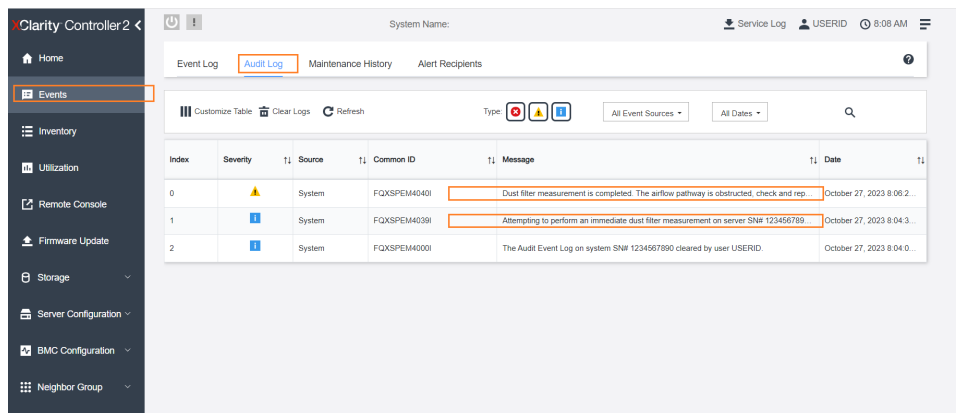 XClarity Controller 2
System Name:
Service Log
USERID
8:08 AM
Home
Events
Inventory
Utilization
Remote Console
Firmware Update
Storage
Server Configuration
BMC Configuration
Neighbor Group
Event Log Audit Log Maintenance History Alert Recipients
Customize Table Clear Logs Refresh Type: All Event Sources All Dates
Index Severity Source Common ID Message Date
0 System FQXSPEM4040I Dust filter measurement is completed. The airflow pathway is obstructed, check and rep... October 27, 2023 8:06:2...
1 System FQXSPEM4039I Attempting to perform an immediate dust filter measurement on server SN# 123456789... October 27, 2023 8:04:3...
2 System FQXSPEM4000I The Audit Event Log on system SN# 1234567890 cleared by user USERID. October 27, 2023 8:04:0...